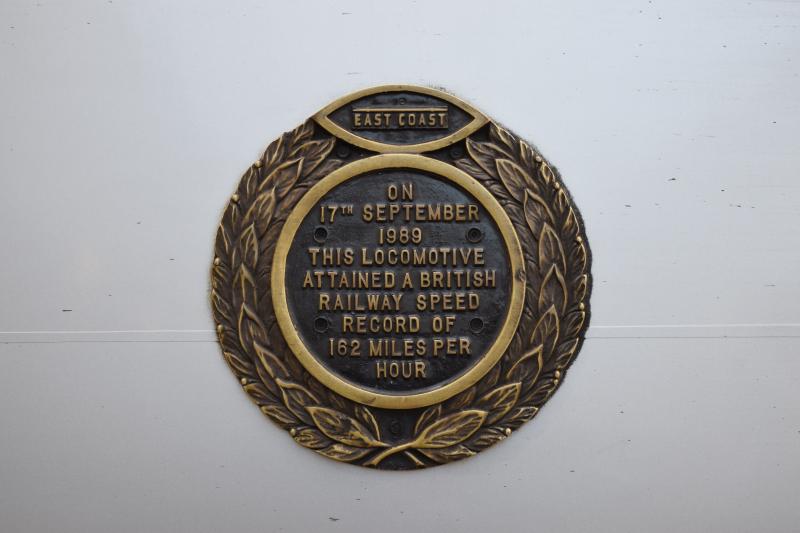 EAST COAST
ON
17TH SEPTEMBER
1989
THIS LOCOMOTIVE
ATTAINED A BRITISH
RAILWAY SPEED
RECORD OF
162 MILES PER
HOUR